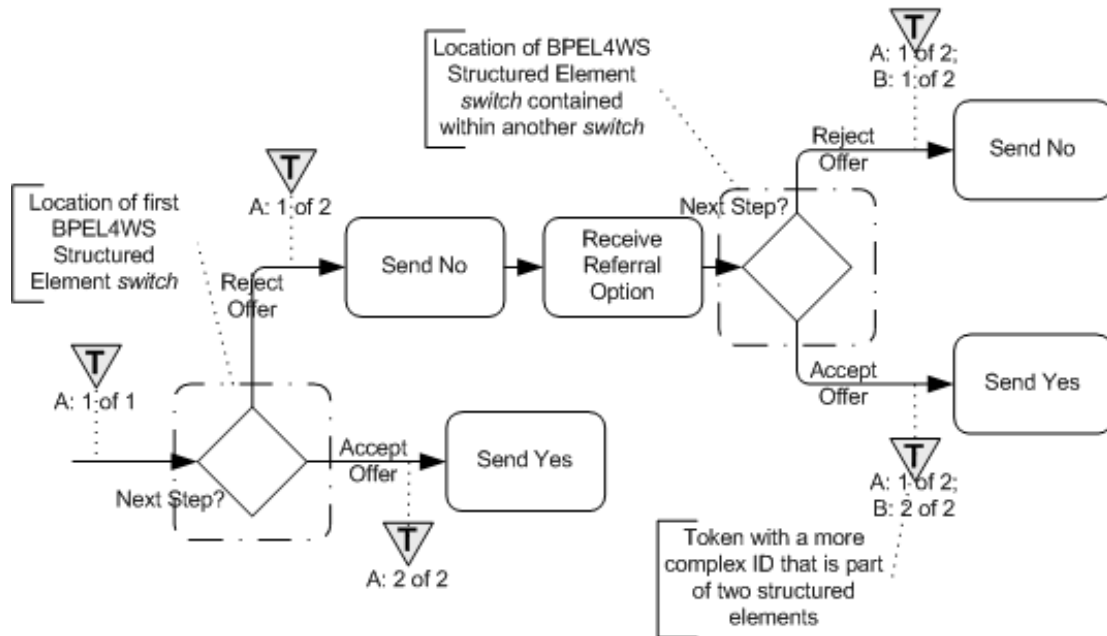 T
A: 1 of 2;
B: 1 of 2
Location of BPEL4WS
Structured Element
switch contained
within another switch
Reject
Offer
Send No
T
A: 1 of 2
Location of first
BPEL4WS
Structured
Element switch
Next Step?
Send No
Receive
Referral
Option
Reject
Offer
T
A: 1 of 1
Accept
Offer
Send Yes
Next Step?
Accept
Offer
Send Yes
T
A: 2 of 2
T
A: 1 of 2;
B: 2 of 2
Token with a more
complex ID that is part
of two structured
elements